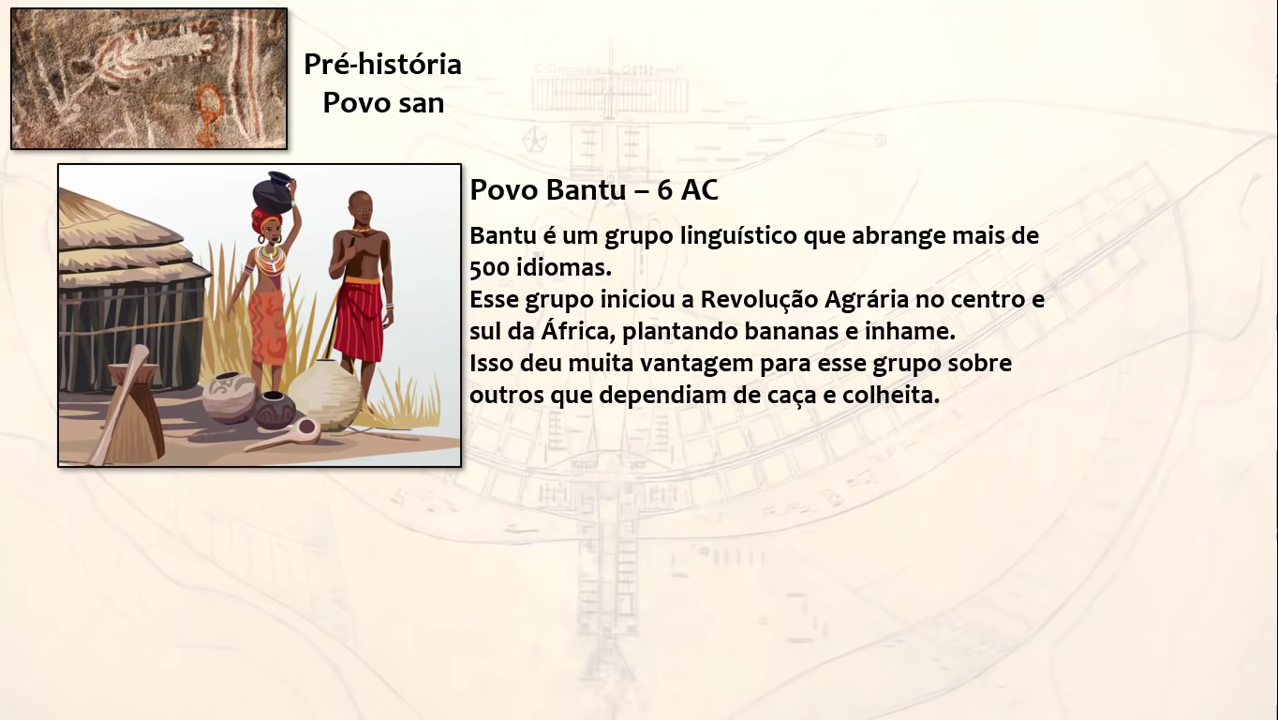 Pré-história
Povo san
Povo Bantu – 6 AC
Bantu é um grupo linguístico que abrange mais de
500 idiomas.
Esse grupo iniciou a Revolução Agrária no centro e
sul da África, plantando bananas e inhame.
Isso deu muita vantagem para esse grupo sobre
outros que dependiam de caça e colheita.